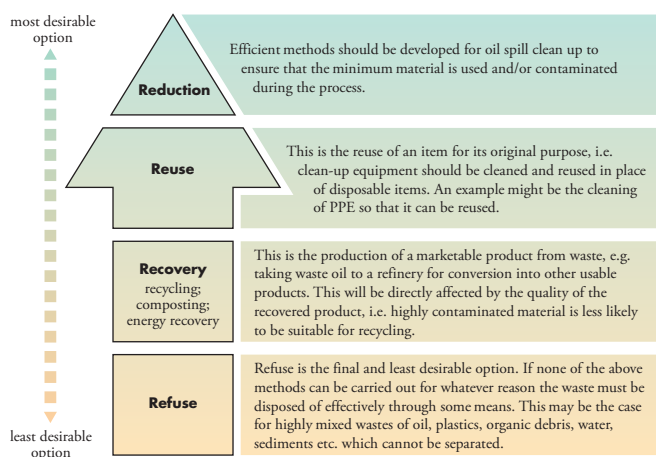 most desirable
option
Efficient methods should be developed for oil spill clean up to
ensure that the minimum material is used and/or contaminated
during the process.
Reduction
This is the reuse of an item for its original purpose, i.e.
clean-up equipment should be cleaned and reused in place
of disposable items. An example might be the cleaning
of PPE so that it can be reused.
Reuse
Recovery
recycling;
composting;
energy recovery
This is the production of a marketable product from waste, e.g.
taking waste oil to a refinery for conversion into other usable
products. This will be directly affected by the quality of the
recovered product, i.e. highly contaminated material is less likely
to be suitable for recycling.
Refuse
Refuse is the final and least desirable option. If none of the above
methods can be carried out for whatever reason the waste must be
disposed of effectively through some means. This may be the case
for highly mixed wastes of oil, plastics, organic debris, water,
sediments etc. which cannot be separated.
least desirable
option